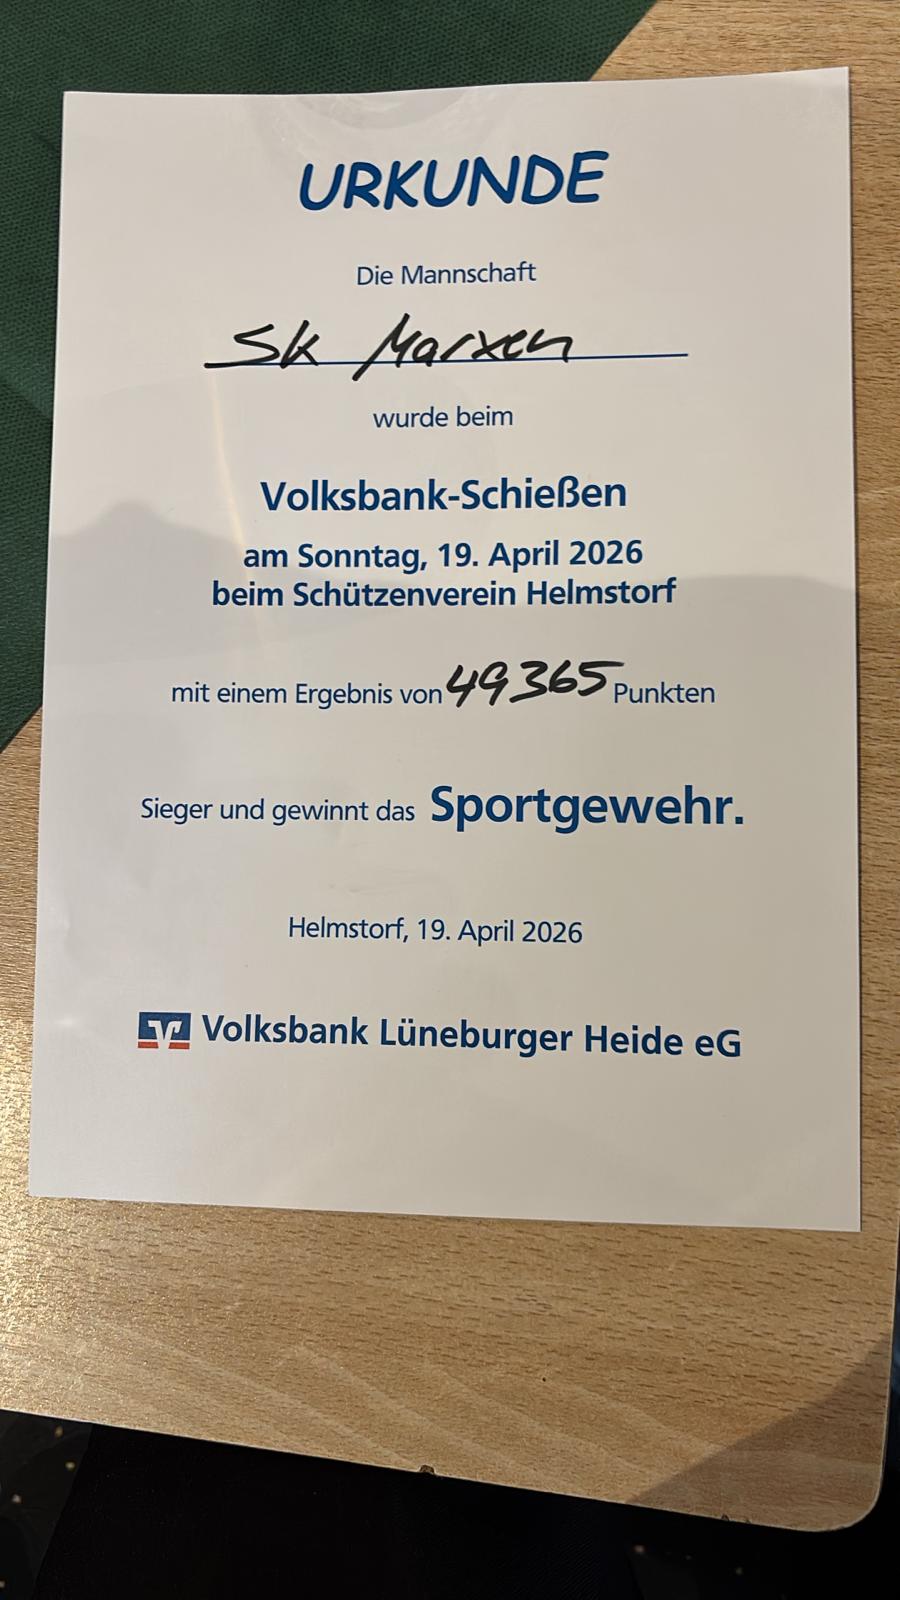 URKUNDE
Die Mannschaft
SK Marxen
wurde beim
Volksbank-Schießen
am Sonntag, 19. April 2026
beim Schützenverein Helmstorf
mit einem Ergebnis von 49365 Punkten
Sieger und gewinnt das Sportgewehr.
Helmstorf, 19. April 2026
Volksbank Lüneburger Heide eG